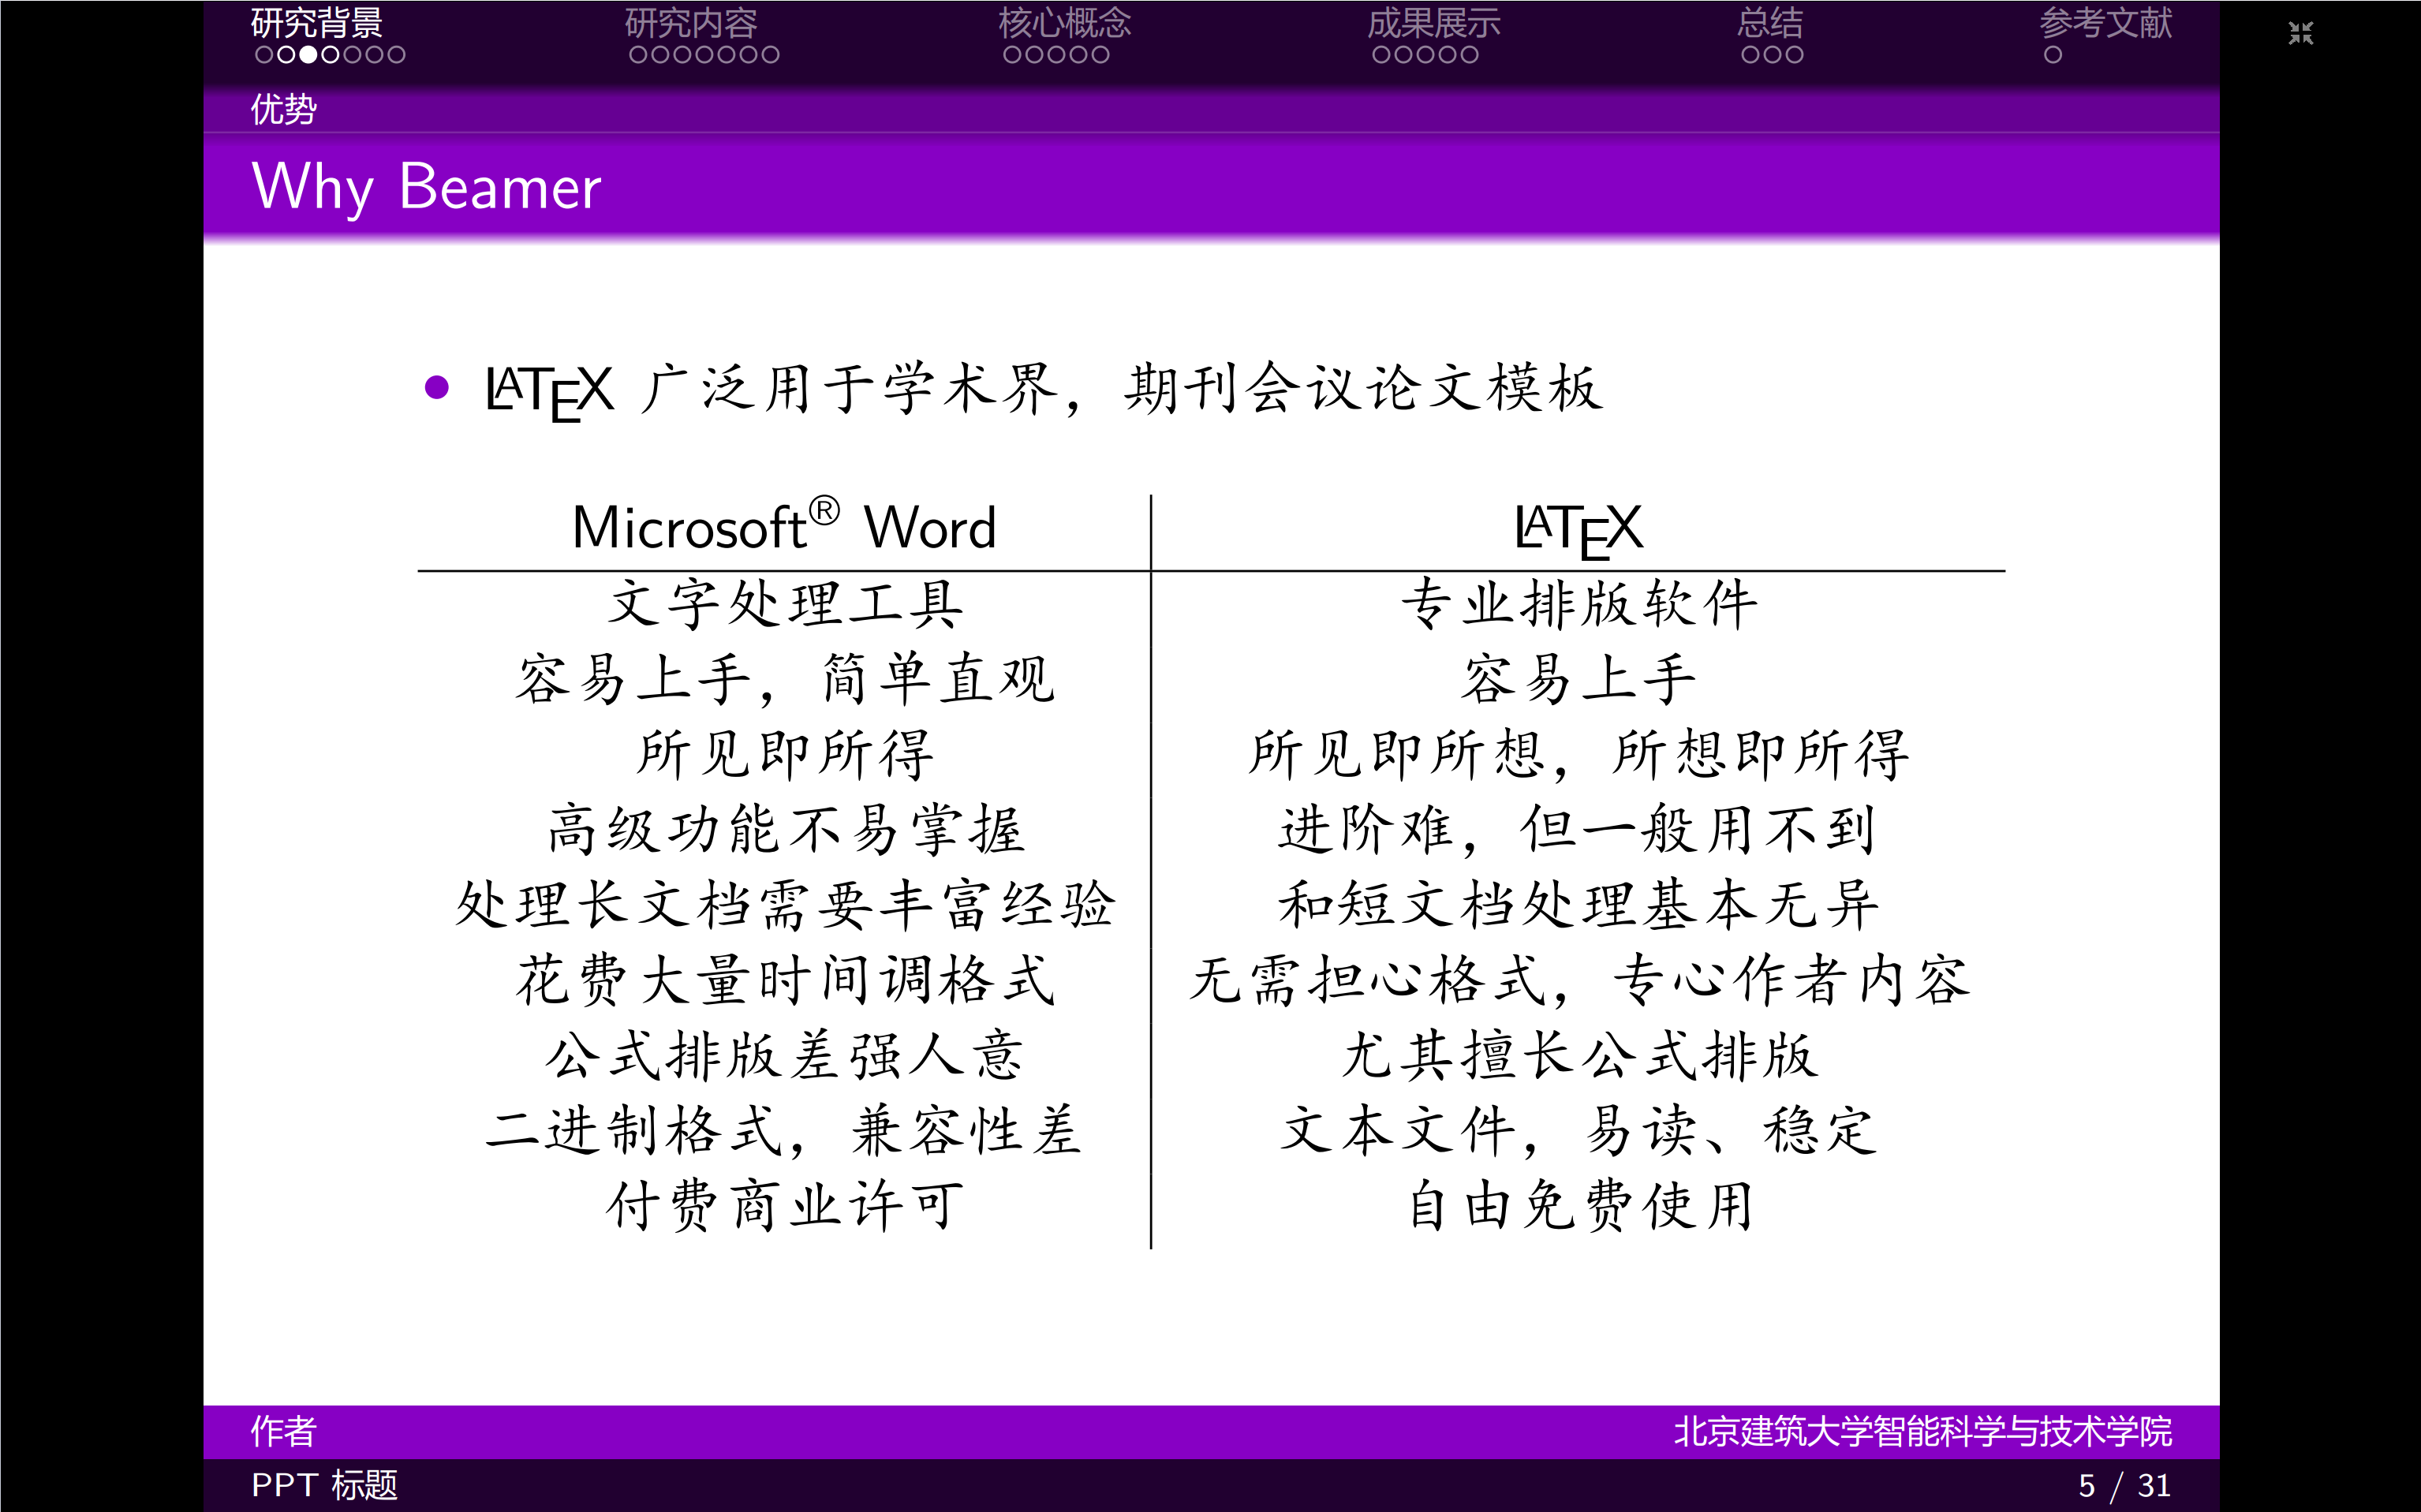 研究背景 研究内容 核心概念 成果展示 总结 参考文献
优势
Why Beamer
LATEX 广泛用于学术界，期刊会议论文模板
Microsoft® Word LATEX
文字处理工具 专业排版软件
容易上手，简单直观 容易上手
所见即所得 所见即所想，所想即所得
高级功能不易掌握 进阶难，但一般用不到
处理长文档需要丰富经验 和短文档处理基本无异
花费大量时间调格式 无需担心格式，专心作者内容
公式排版差强人意 尤其擅长公式排版
二进制格式，兼容性差 文本文件，易读、稳定
付费商业许可 自由免费使用
作者 北京建筑大学智能科学与技术学院
PPT 标题 5 / 31